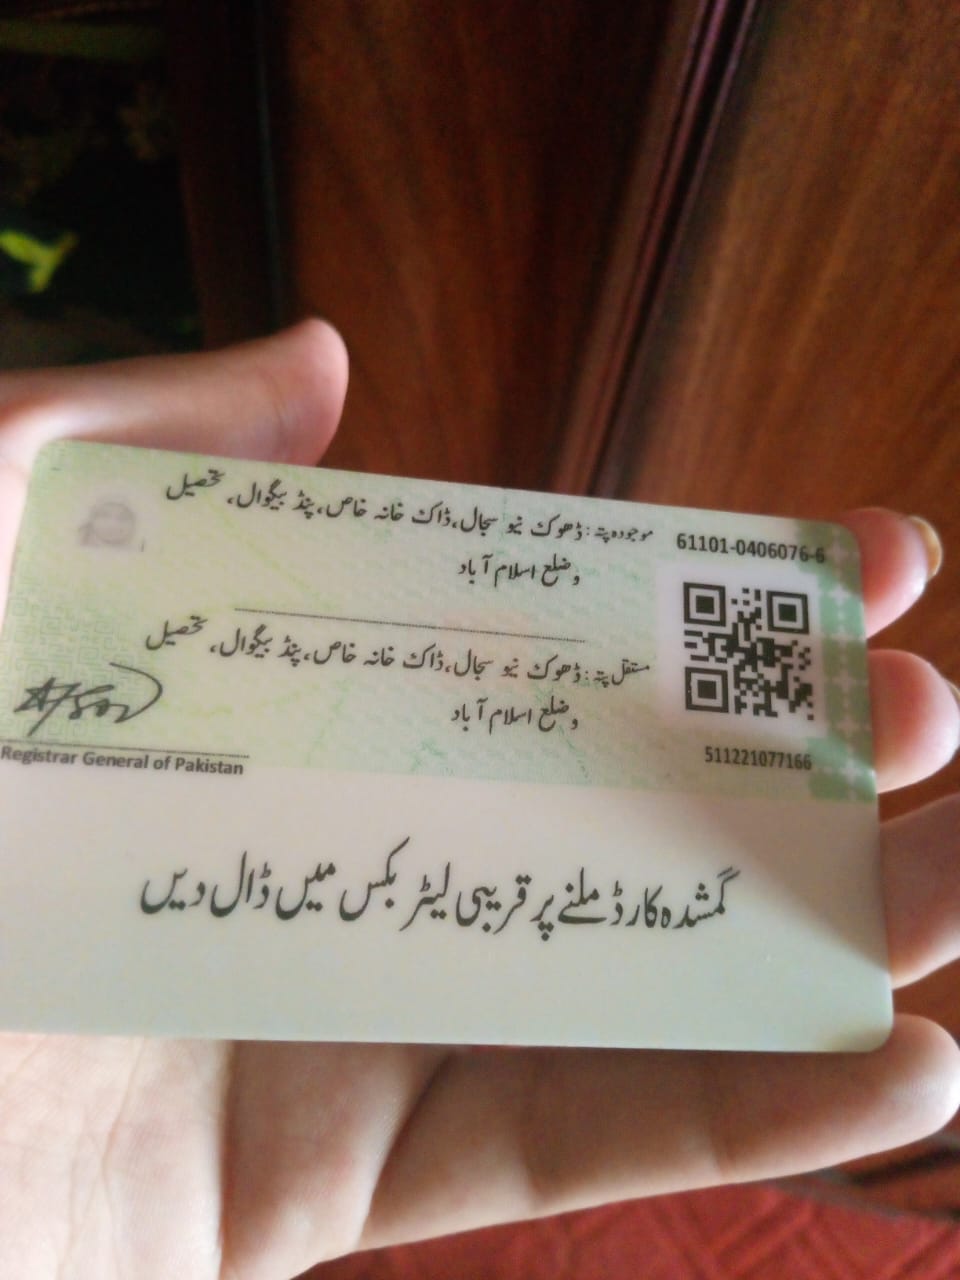 موجودہ پتہ: ڈھوک نیو سجال، ڈاک خانہ خاص، پنڈ بیگوال، تحصیل
و ضلع اسلام آباد
61101-0406076-6
مستقل پتہ: ڈھوک نیو سجال، ڈاک خانہ خاص، پنڈ بیگوال، تحصیل
و ضلع اسلام آباد
511221077166
Registrar General of Pakistan
گمشدہ کارڈ ملنے پر قریبی لیٹر بکس میں ڈال دیں